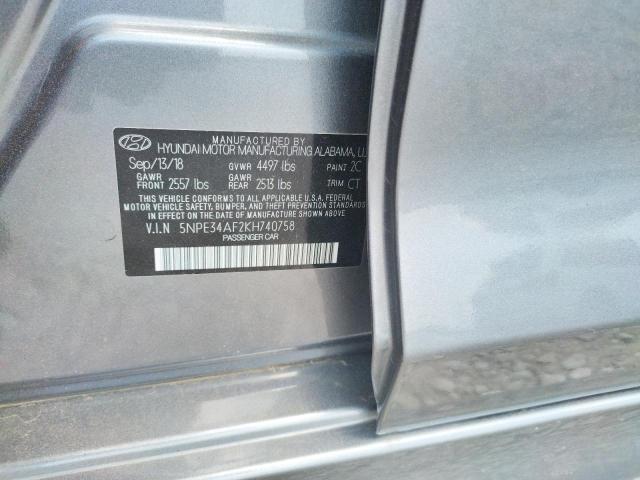 MANUFACTURED BY
HYUNDAI MOTOR MANUFACTURING ALABAMA,
Sep/13/18 GVWR 4497 lbs PAINT 2C
GAWR FRONT 2557 lbs GAWR REAR 2513 lbs TRIM CT
THIS VEHICLE CONFORMS TO ALL APPLICABLE U.S.
MOTOR VEHICLE SAFETY, BUMPER, AND THEFT PREVENTION STANDARDS
IN EFFECT ON THE DATE OF MANUFACTURE SHOWN ABOVE.
V.I.N 5NPE34AF2KH740758
PASSENGER CAR